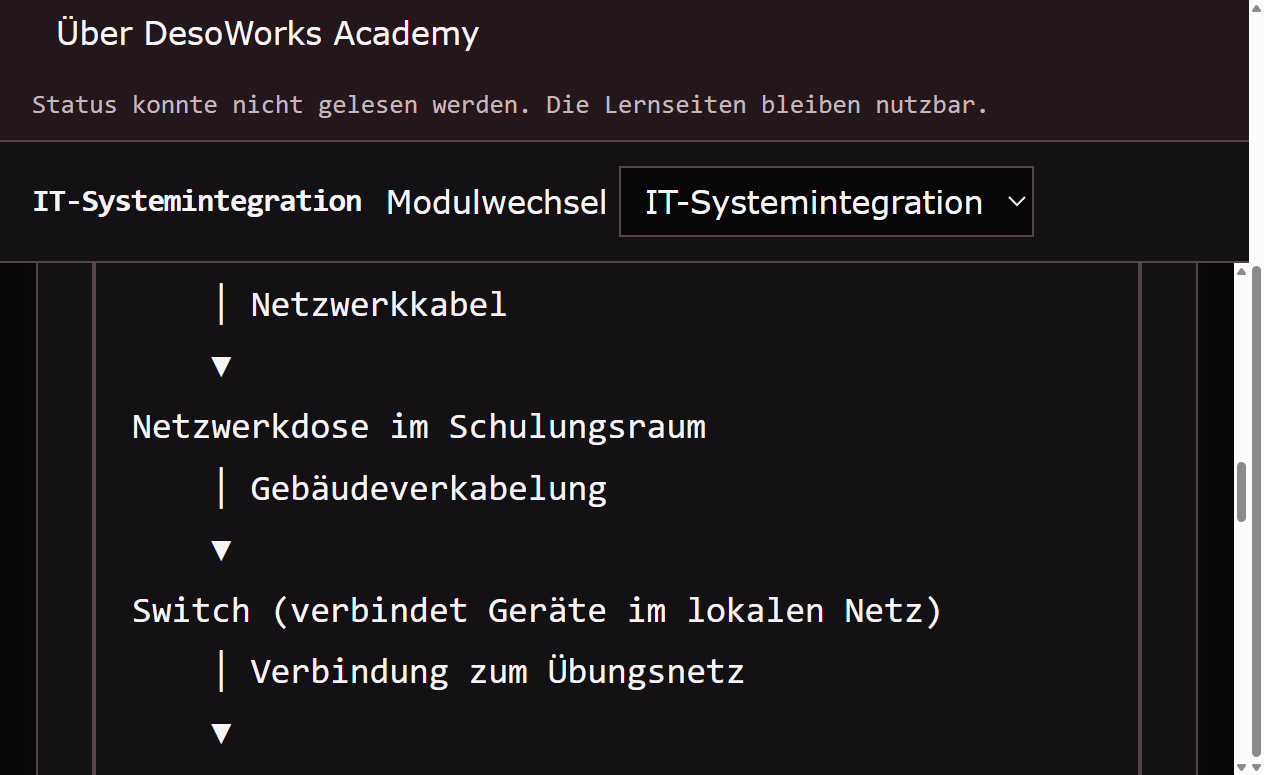 Über DesoWorks Academy
Status konnte nicht gelesen werden. Die Lernseiten bleiben nutzbar.
IT-Systemintegration Modulwechsel IT-Systemintegration
│ Netzwerkkabel
▼
Netzwerkdose im Schulungsraum
│ Gebäudeverkabelung
▼
Switch (verbindet Geräte im lokalen Netz)
│ Verbindung zum Übungsnetz
▼